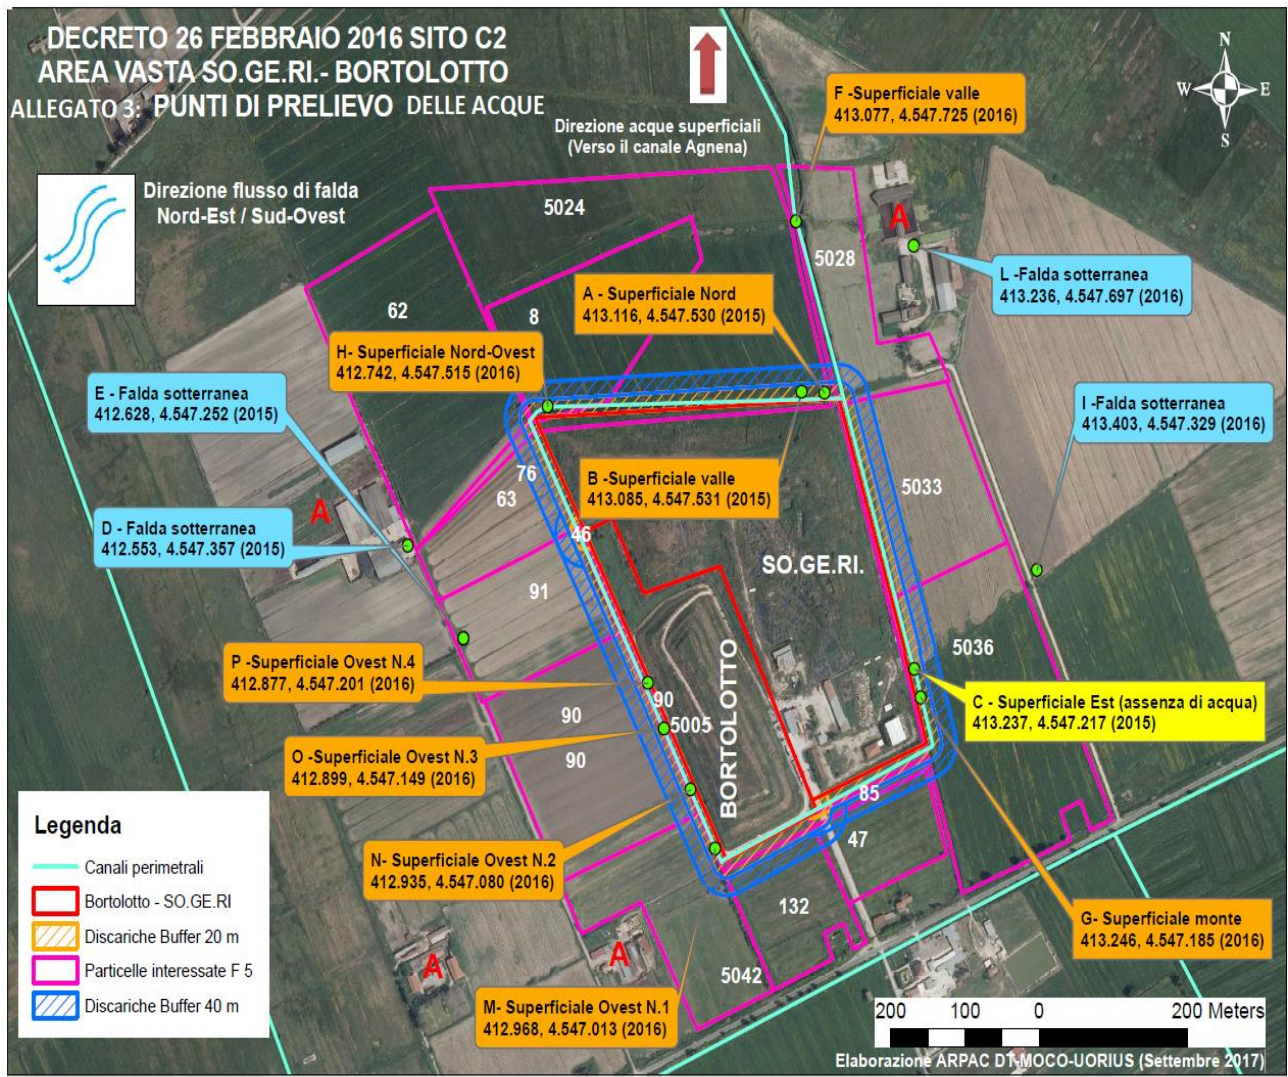 DECRETO 26 FEBBRAIO 2016 SITO C2
AREA VASTA SO.GE.RI.- BORTOLOTTO
ALLEGATO 3: PUNTI DI PRELIEVO DELLE ACQUE
Direzione flusso di falda
Nord-Est / Sud-Ovest
Direzione acque superficiali
(Verso il canale Agnena)
N
W
E
S
F -Superficiale valle
413.077, 4.547.725 (2016)
5024
A
5028
L -Falda sotterranea
413.236, 4.547.697 (2016)
A - Superficiale Nord
413.116, 4.547.530 (2015)
62
8
H- Superficiale Nord-Ovest
412.742, 4.547.515 (2016)
E - Falda sotterranea
412.628, 4.547.252 (2015)
I -Falda sotterranea
413.403, 4.547.329 (2016)
B -Superficiale valle
413.085, 4.547.531 (2015)
76
63
5033
A
D - Falda sotterranea
412.553, 4.547.357 (2015)
46
SO.GE.RI.
91
5036
P -Superficiale Ovest N.4
412.877, 4.547.201 (2016)
90
90
5005
BORTOLOTTO
C - Superficiale Est (assenza di acqua)
413.237, 4.547.217 (2015)
O -Superficiale Ovest N.3
412.899, 4.547.149 (2016)
90
85
47
N- Superficiale Ovest N.2
412.935, 4.547.080 (2016)
132
G- Superficiale monte
413.246, 4.547.185 (2016)
A
A
5042
M- Superficiale Ovest N.1
412.968, 4.547.013 (2016)
Legenda
Canali perimetrali
Bortolotto - SO.GE.RI
Discariche Buffer 20 m
Particelle interessate F 5
Discariche Buffer 40 m
200 100 0 200 Meters
Elaborazione ARPAC DT-MOCO-UORIUS (Settembre 2017)